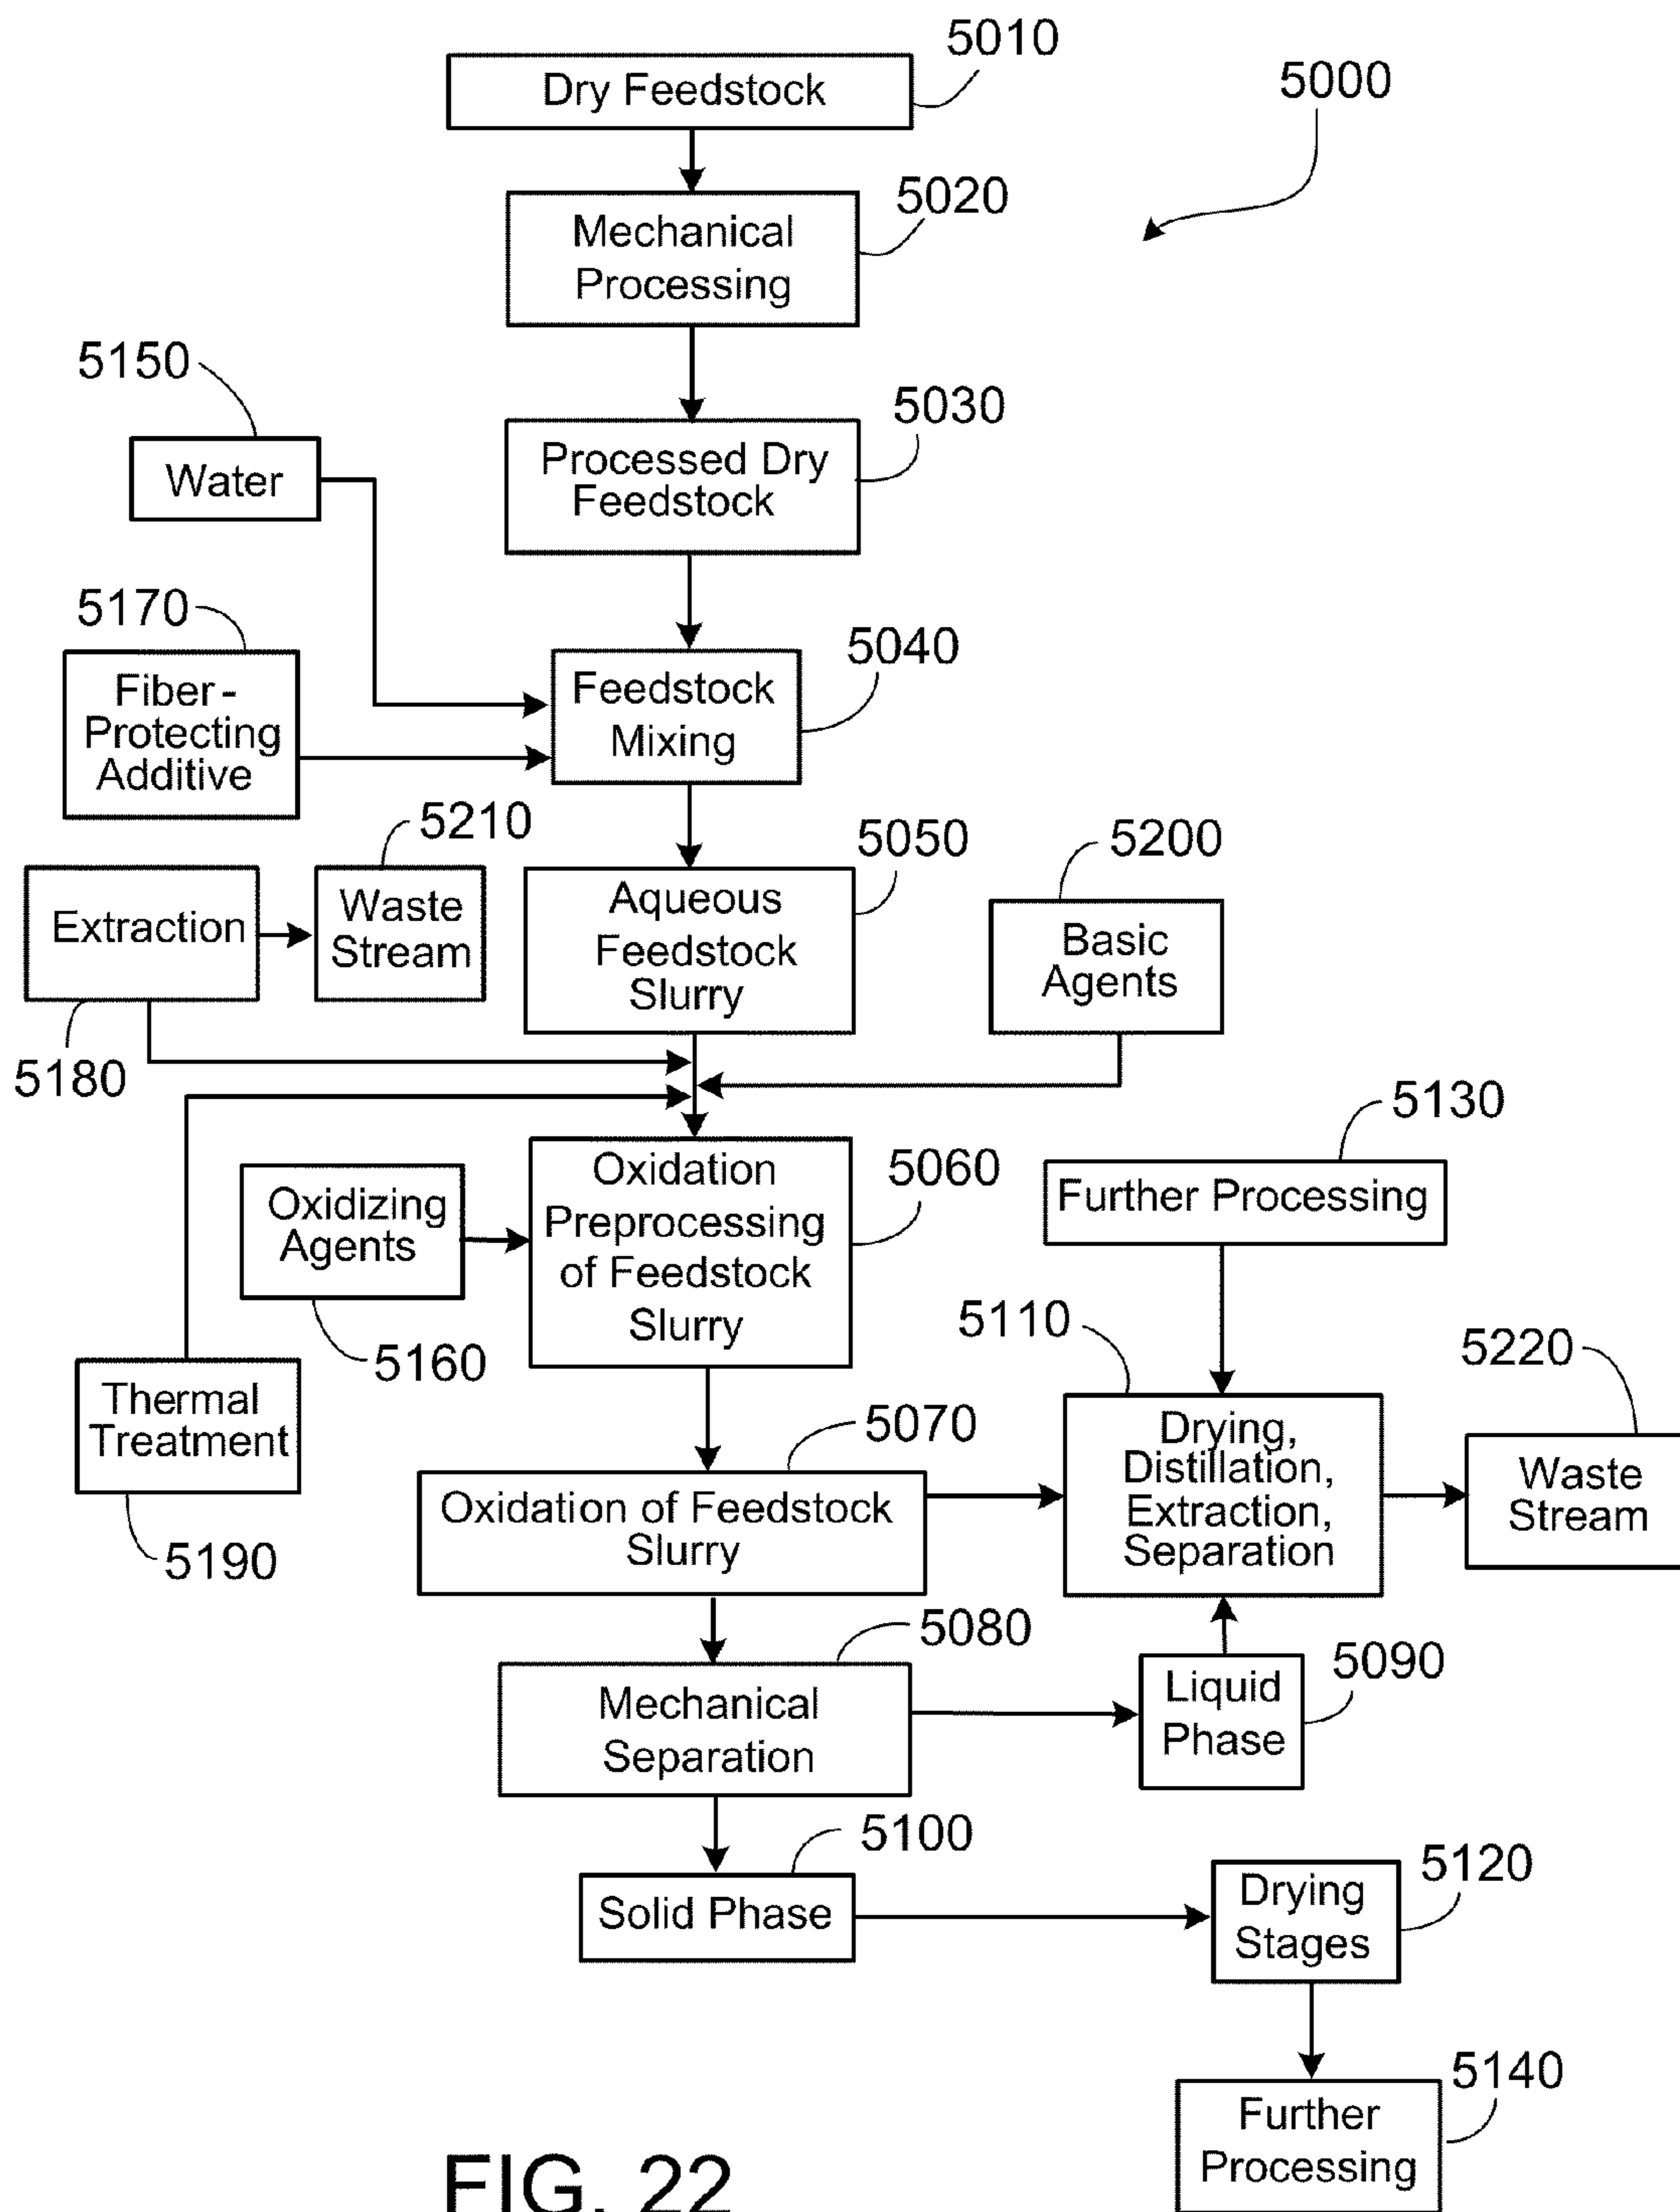 5010
Dry Feedstock
5000
5020
Mechanical
Processing
5150
5030
Water
Processed Dry
Feedstock
5170
5040
Fiber-
Protecting
Additive
Feedstock
Mixing
5210
5050
5200
Extraction
Waste
Stream
Aqueous
Feedstock
Slurry
Basic
Agents
5180
5130
5060
Oxidizing
Agents
Oxidation
Preprocessing
of Feedstock
Slurry
Further Processing
5110
5160
5220
Thermal
Treatment
5070
Drying,
Distillation,
Extraction,
Separation
Waste
Stream
Oxidation of Feedstock
Slurry
5190
5080
5090
Mechanical
Separation
Liquid
Phase
5100
5120
Solid Phase
Drying
Stages
5140
Further
Processing
FIG. 22